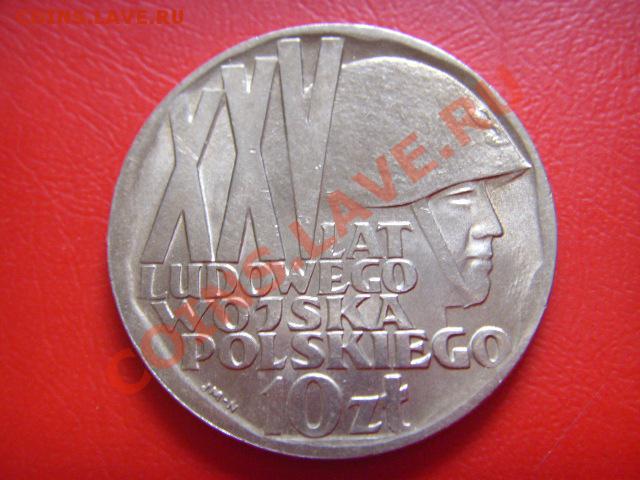 COINS.LAVE.RU
XXV
LAT
LUDOWEGO
WOJSKA
POLSKIEGO
10 zł
COINS.LAVE.RU